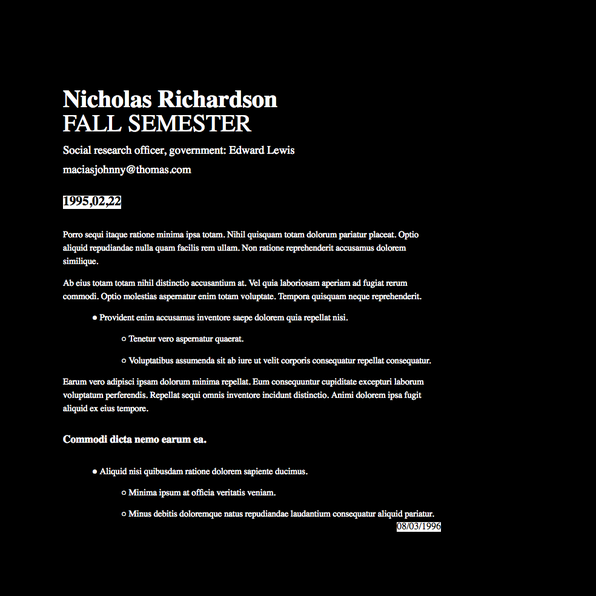 Nicholas Richardson
FALL SEMESTER
Social research officer, government: Edward Lewis
maciasjohnny@thomas.com
1995,02,22
Porro sequi itaque ratione minima ipsa totam. Nihil quisquam totam dolorum pariatur placeat. Optio
aliquid repudiandae nulla quam facilis rem ullam. Non ratione reprehenderit accusamus dolorem
similique.
Ab eius totam totam nihil distinctio accusantium at. Vel quia laboriosam aperiam ad fugiat rerum
commodi. Optio molestias aspernatur enim totam voluptate. Tempora quisquam neque reprehenderit.
Provident enim accusamus inventore saepe dolorem quia repellat nisi.
Tenetur vero aspernatur quaerat.
Voluptatibus assumenda sit ab iure ut velit corporis consequatur repellat consequatur.
Earum vero adipisci ipsam dolorum minima repellat. Eum consequuntur cupiditate excepturi laborum
voluptatum perferendis. Repellat sequi omnis inventore incidunt distinctio. Animi dolorem ipsa fugit
aliquid ex eius tempore.
Commodi dicta nemo earum ea.
Aliquid nisi quibusdam ratione dolorem sapiente ducimus.
Minima ipsum at officia veritatis veniam.
Minus debitis doloremque natus repudiandae laudantium consequatur aliquid pariatur.
08/03/1996